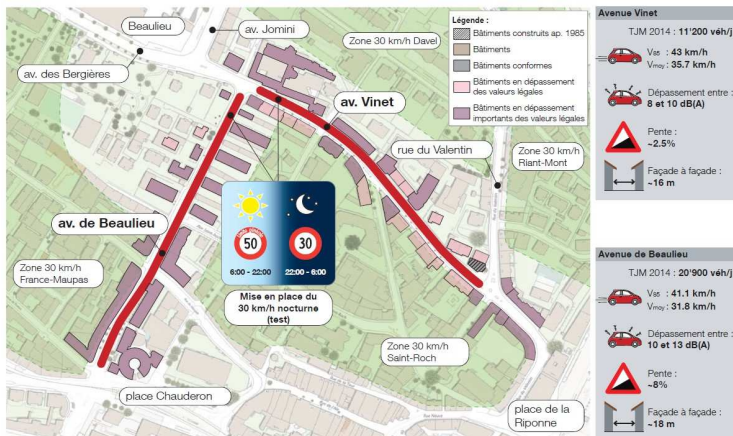 Beaulieu
av. Jomini
av. des Bergières
Zone 30 km/h Davel
Légende :
Bâtiments construits ap. 1985
Bâtiments
Bâtiments conformes
Bâtiments en dépassement
des valeurs légales
Bâtiments en dépassement
importants des valeurs légales
av. Vinet
rue du Valentin
Zone 30 km/h
Riant-Mont
av. de Beaulieu
50
30
6:00 - 22:00
22:00 - 6:00
Mise en place du
30 km/h nocturne
(test)
Zone 30 km/h
France-Maupas
Zone 30 km/h
Saint-Roch
place Chauderon
place de la
Riponne
Avenue Vinet
TJM 2014 : 11'200 véh/j
V85 : 43 km/h
Vmoy : 35.7 km/h
Dépassement entre :
8 et 10 dB(A)
Pente :
~2.5%
Façade à façade :
~16 m
Avenue de Beaulieu
TJM 2014 : 20'900 véh/j
V85 : 41.1 km/h
Vmoy : 31.8 km/h
Dépassement entre :
10 et 13 dB(A)
Pente :
~8%
Façade à façade :
~18 m